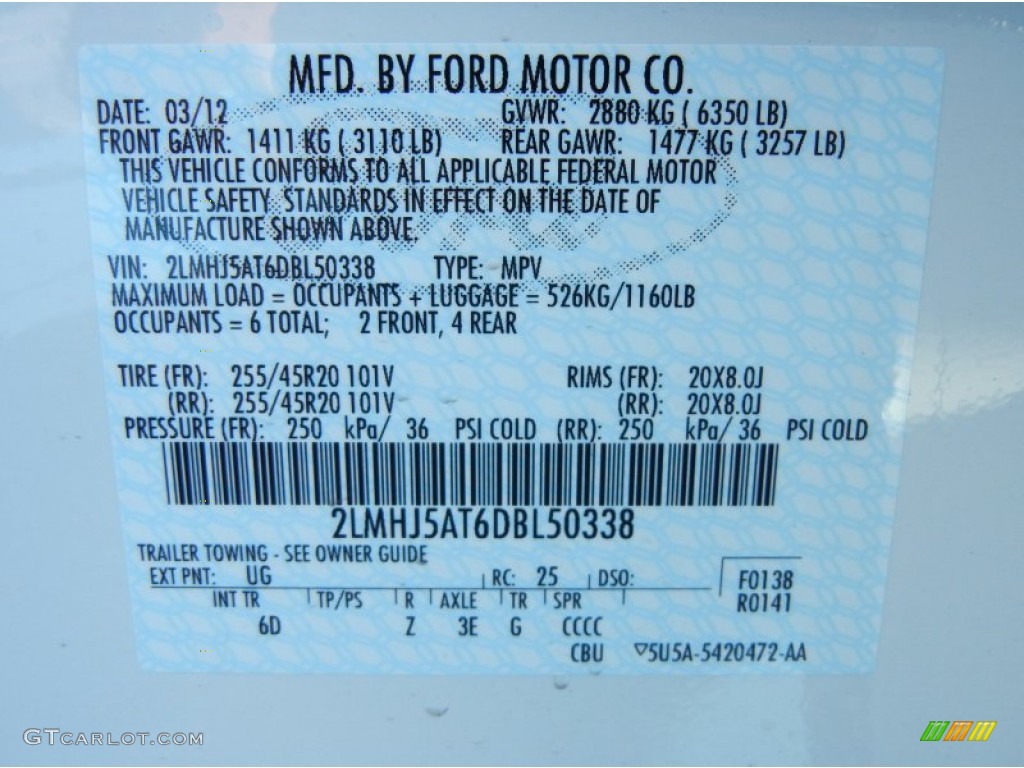 MFD. BY FORD MOTOR CO.
DATE: 03/12 GVWR: 2880 KG ( 6350 LB)
FRONT GAWR: 1411 KG ( 3110 LB) REAR GAWR: 1477 KG ( 3257 LB)
THIS VEHICLE CONFORMS TO ALL APPLICABLE FEDERAL MOTOR
VEHICLE SAFETY STANDARDS IN EFFECT ON THE DATE OF
MANUFACTURE SHOWN ABOVE.
VIN: 2LMHJ5AT6DBL50338 TYPE: MPV
MAXIMUM LOAD = OCCUPANTS + LUGGAGE = 526KG/1160LB
OCCUPANTS = 6 TOTAL; 2 FRONT, 4 REAR
TIRE (FR): 255/45R20 101V RIMS (FR): 20X8.0J
(RR): 255/45R20 101V (RR): 20X8.0J
PRESSURE (FR): 250 kPa/ 36 PSI COLD (RR): 250 kPa/ 36 PSI COLD
2LMHJ5AT6DBL50338
TRAILER TOWING - SEE OWNER GUIDE
EXT PNT: UG RC: 25 DSO: F0138
INT TR TP/PS R AXLE TR SPR R0141
6D Z 3E G CCCC
CBU ▽5U5A-5420472-AA
GTCARLOT.COM